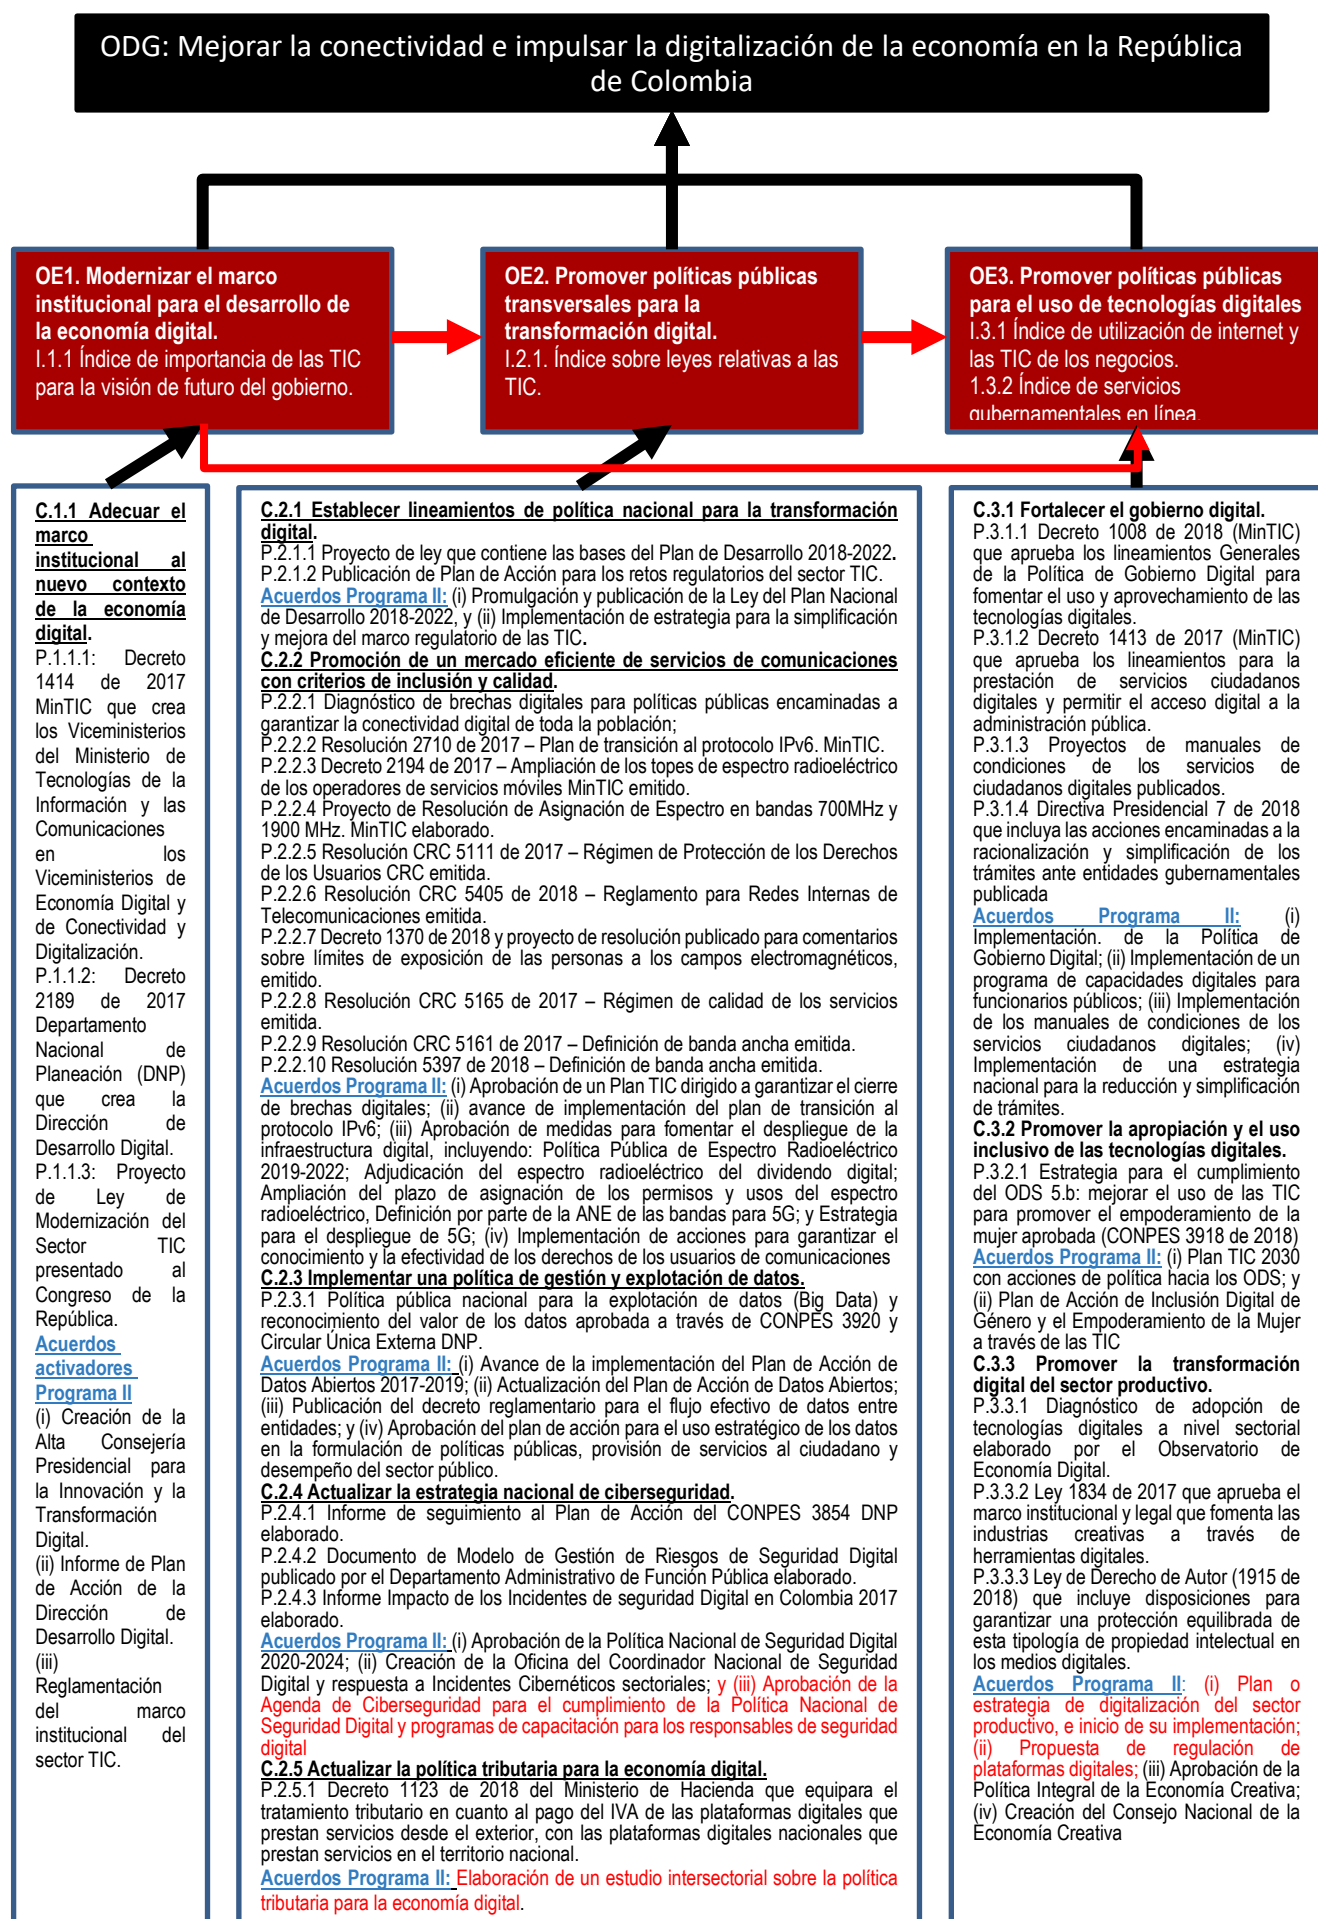 ODG: Mejorar la conectividad e impulsar la digitalización de la economía en la República
de Colombia
OE1. Modernizar el marco
institucional para el desarrollo de
la economía digital.
I.1.1 Índice de importancia de las TIC
para la visión de futuro del gobierno.
OE2. Promover políticas públicas
transversales para la
transformación digital.
I.2.1. Índice sobre leyes relativas a las
TIC.
OE3. Promover políticas públicas
para el uso de tecnologías digitales
I.3.1 Índice de utilización de internet y
las TIC de los negocios.
1.3.2 Índice de servicios
gubernamentales en línea.
C.1.1 Adecuar el
marco
institucional al
nuevo contexto
de la economía
digital.
P.1.1.1: Decreto
1414 de 2017
MinTIC que crea
los Viceministerios
del Ministerio de
Tecnologías de la
Información y las
Comunicaciones
en los
Viceministerios de
Economía Digital y
de Conectividad y
Digitalización.
P.1.1.2: Decreto
2189 de 2017
Departamento
Nacional de
Planeación (DNP)
que crea la
Dirección de
Desarrollo Digital.
P.1.1.3: Proyecto
de Ley de
Modernización del
Sector TIC
presentado al
Congreso de la
República.
Acuerdos
activadores
Programa II
(i) Creación de la
Alta Consejería
Presidencial para
la Innovación y la
Transformación
Digital.
(ii) Informe de Plan
de Acción de la
Dirección de
Desarrollo Digital.
(iii)
Reglamentación
del marco
institucional del
sector TIC.
C.2.1 Establecer lineamientos de política nacional para la transformación
digital.
P.2.1.1 Proyecto de ley que contiene las bases del Plan de Desarrollo 2018-2022.
P.2.1.2 Publicación de Plan de Acción para los retos regulatorios del sector TIC.
Acuerdos Programa II: (i) Promulgación y publicación de la Ley del Plan Nacional
de Desarrollo 2018-2022, y (ii) Implementación de estrategia para la simplificación
y mejora del marco regulatorio de las TIC.
C.2.2 Promoción de un mercado eficiente de servicios de comunicaciones
con criterios de inclusión y calidad.
P.2.2.1 Diagnóstico de brechas digitales para políticas públicas encaminadas a
garantizar la conectividad digital de toda la población;
P.2.2.2 Resolución 2710 de 2017 – Plan de transición al protocolo IPv6. MinTIC.
P.2.2.3 Decreto 2194 de 2017 – Ampliación de los topes de espectro radioeléctrico
de los operadores de servicios móviles MinTIC emitido.
P.2.2.4 Proyecto de Resolución de Asignación de Espectro en bandas 700MHz y
1900 MHz. MinTIC elaborado.
P.2.2.5 Resolución CRC 5111 de 2017 – Régimen de Protección de los Derechos
de los Usuarios CRC emitida.
P.2.2.6 Resolución CRC 5405 de 2018 – Reglamento para Redes Internas de
Telecomunicaciones emitida.
P.2.2.7 Decreto 1370 de 2018 y proyecto de resolución publicado para comentarios
sobre límites de exposición de las personas a los campos electromagnéticos,
emitido.
P.2.2.8 Resolución CRC 5165 de 2017 – Régimen de calidad de los servicios
emitida.
P.2.2.9 Resolución CRC 5161 de 2017 – Definición de banda ancha emitida.
P.2.2.10 Resolución 5397 de 2018 – Definición de banda ancha emitida.
Acuerdos Programa II: (i) Aprobación de un Plan TIC dirigido a garantizar el cierre
de brechas digitales; (ii) avance de implementación del plan de transición al
protocolo IPv6; (iii) Aprobación de medidas para fomentar el despliegue de la
infraestructura digital, incluyendo: Política Pública de Espectro Radioeléctrico
2019-2022; Adjudicación del espectro radioeléctrico del dividendo digital;
Ampliación del plazo de asignación de los permisos y usos del espectro
radioeléctrico, Definición por parte de la ANE de las bandas para 5G; y Estrategia
para el despliegue de 5G; (iv) Implementación de acciones para garantizar el
conocimiento y la efectividad de los derechos de los usuarios de comunicaciones
C.2.3 Implementar una política de gestión y explotación de datos.
P.2.3.1 Política pública nacional para la explotación de datos (Big Data) y
reconocimiento del valor de los datos aprobada a través de CONPES 3920 y
Circular Única Externa DNP.
Acuerdos Programa II: (i) Avance de la implementación del Plan de Acción de
Datos Abiertos 2017-2019; (ii) Actualización del Plan de Acción de Datos Abiertos;
(iii) Publicación del decreto reglamentario para el flujo efectivo de datos entre
entidades; y (iv) Aprobación del plan de acción para el uso estratégico de los datos
en la formulación de políticas públicas, provisión de servicios al ciudadano y
desempeño del sector público.
C.2.4 Actualizar la estrategia nacional de ciberseguridad.
P.2.4.1 Informe de seguimiento al Plan de Acción del CONPES 3854 DNP
elaborado.
P.2.4.2 Documento de Modelo de Gestión de Riesgos de Seguridad Digital
publicado por el Departamento Administrativo de Función Pública elaborado.
P.2.4.3 Informe Impacto de los Incidentes de seguridad Digital en Colombia 2017
elaborado.
Acuerdos Programa II: (i) Aprobación de la Política Nacional de Seguridad Digital
2020-2024; (ii) Creación de la Oficina del Coordinador Nacional de Seguridad
Digital y respuesta a Incidentes Cibernéticos sectoriales; y (iii) Aprobación de la
Agenda de Ciberseguridad para el cumplimiento de la Política Nacional de
Seguridad Digital y programas de capacitación para los responsables de seguridad
digital
C.2.5 Actualizar la política tributaria para la economía digital.
P.2.5.1 Decreto 1123 de 2018 del Ministerio de Hacienda que equipara el
tratamiento tributario en cuanto al pago del IVA de las plataformas digitales que
prestan servicios desde el exterior, con las plataformas digitales nacionales que
prestan servicios en el territorio nacional.
Acuerdos Programa II: Elaboración de un estudio intersectorial sobre la política
tributaria para la economía digital.
C.3.1 Fortalecer el gobierno digital.
P.3.1.1 Decreto 1008 de 2018 (MinTIC)
que aprueba los lineamientos Generales
de la Política de Gobierno Digital para
fomentar el uso y aprovechamiento de las
tecnologías digitales.
P.3.1.2 Decreto 1413 de 2017 (MinTIC)
que aprueba los lineamientos para la
prestación de servicios ciudadanos
digitales y permitir el acceso digital a la
administración pública.
P.3.1.3 Proyectos de manuales de
condiciones de los servicios de
ciudadanos digitales publicados.
P.3.1.4 Directiva Presidencial 7 de 2018
que incluya las acciones encaminadas a la
racionalización y simplificación de los
trámites ante entidades gubernamentales
publicada
Acuerdos Programa II: (i)
Implementación. de la Política de
Gobierno Digital; (ii) Implementación de un
programa de capacidades digitales para
funcionarios públicos; (iii) Implementación
de los manuales de condiciones de los
servicios ciudadanos digitales; (iv)
Implementación de una estrategia
nacional para la reducción y simplificación
de trámites.
C.3.2 Promover la apropiación y el uso
inclusivo de las tecnologías digitales.
P.3.2.1 Estrategia para el cumplimiento
del ODS 5.b: mejorar el uso de las TIC
para promover el empoderamiento de la
mujer aprobada (CONPES 3918 de 2018)
Acuerdos Programa II: (i) Plan TIC 2030
con acciones de política hacia los ODS; y
(ii) Plan de Acción de Inclusión Digital de
Género y el Empoderamiento de la Mujer
a través de las TIC
C.3.3 Promover la transformación
digital del sector productivo.
P.3.3.1 Diagnóstico de adopción de
tecnologías digitales a nivel sectorial
elaborado por el Observatorio de
Economía Digital.
P.3.3.2 Ley 1834 de 2017 que aprueba el
marco institucional y legal que fomenta las
industrias creativas a través de
herramientas digitales.
P.3.3.3 Ley de Derecho de Autor (1915 de
2018) que incluye disposiciones para
garantizar una protección equilibrada de
esta tipología de propiedad intelectual en
los medios digitales.
Acuerdos Programa II: (i) Plan o
estrategia de digitalización del sector
productivo, e inicio de su implementación;
(ii) Propuesta de regulación de
plataformas digitales; (iii) Aprobación de la
Política Integral de la Economía Creativa;
(iv) Creación del Consejo Nacional de la
Economía Creativa